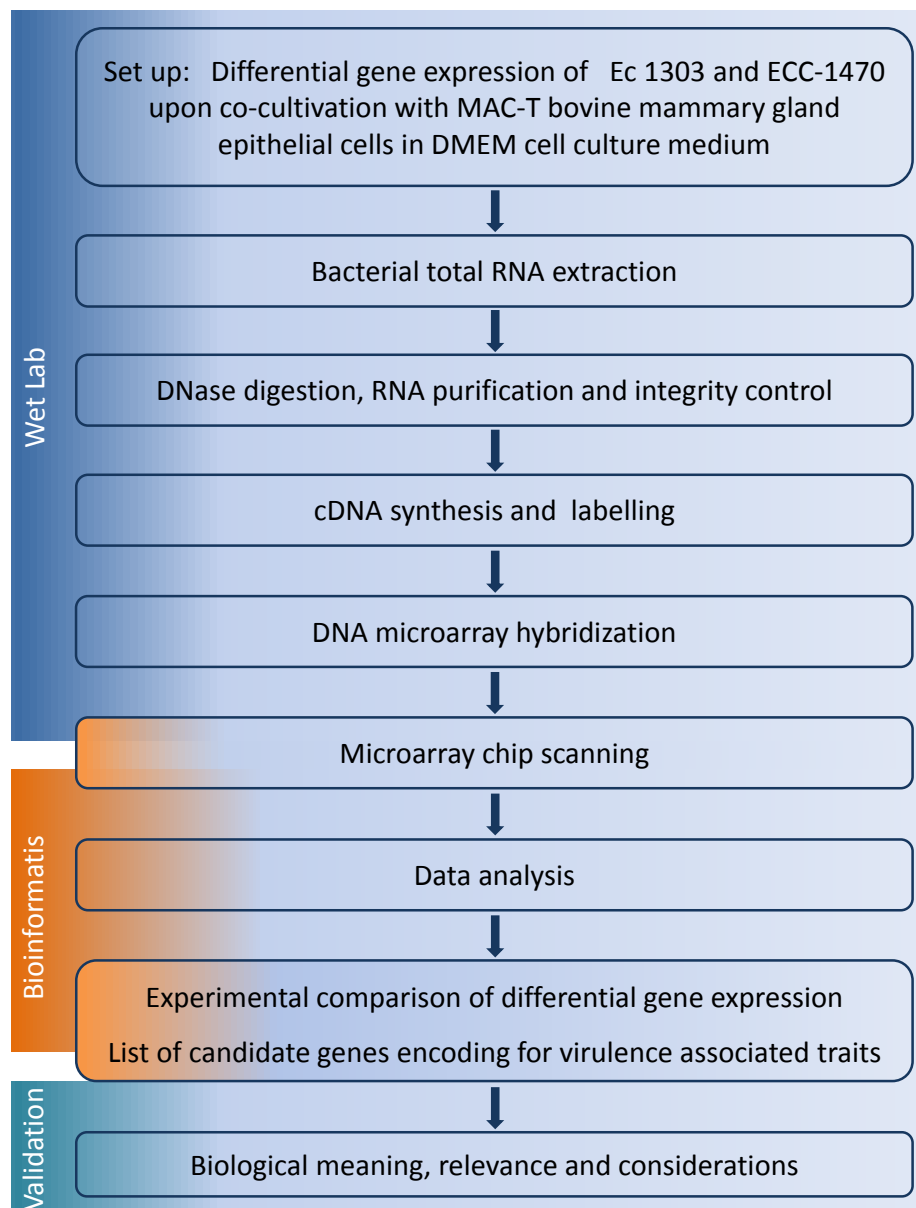 Set up: Differential gene expression of Ec 1303 and ECC-1470
upon co-cultivation with MAC-T bovine mammary gland
epithelial cells in DMEM cell culture medium
Bacterial total RNA extraction
DNase digestion, RNA purification and integrity control
Wet Lab
cDNA synthesis and labelling
DNA microarray hybridization
Microarray chip scanning
Bioinformatis
Data analysis
Experimental comparison of differential gene expression
List of candidate genes encoding for virulence associated traits
Validation
Biological meaning, relevance and considerations